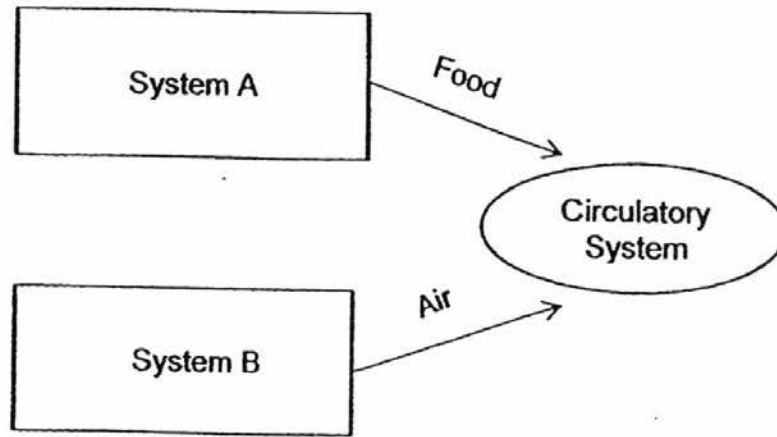 System A
Food
Circulatory
System
Air
System B